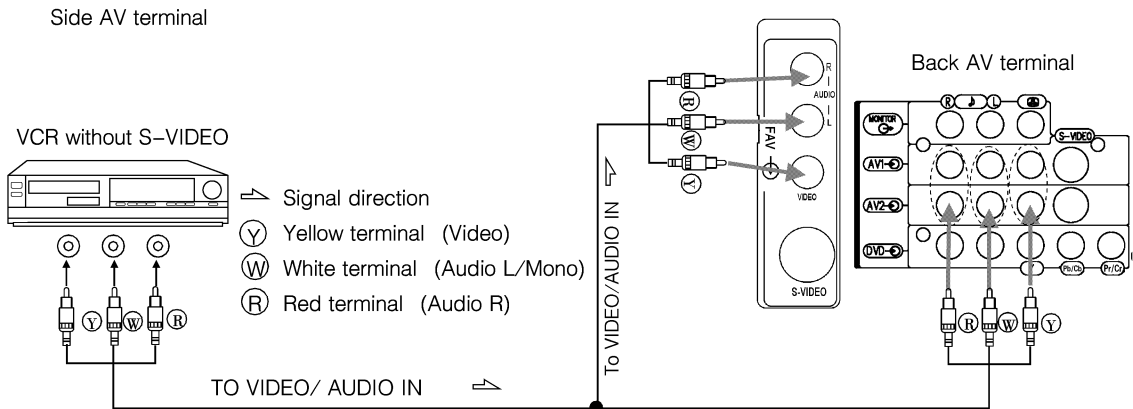 Side AV terminal
VCR without S-VIDEO
Signal direction
Ⓨ Yellow terminal (Video)
Ⓦ White terminal (Audio L/Mono)
Ⓡ Red terminal (Audio R)
Ⓨ Ⓦ Ⓡ
TO VIDEO/ AUDIO IN
To VIDEO/AUDIO IN
Ⓡ
Ⓦ
Ⓨ
R
AUDIO
L
FAV
VIDEO
S-VIDEO
Back AV terminal
R ♪ L
MONITOR
S-VIDEO
AV1
AV2
DVD
Y Pb/Cb Pr/Cr
Ⓡ Ⓦ Ⓨ